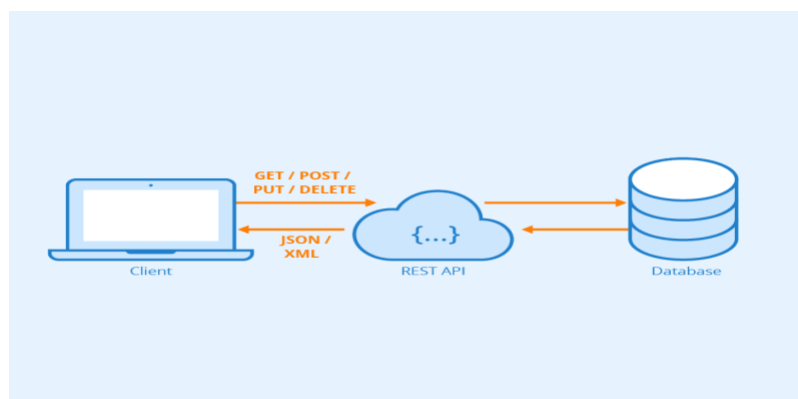 GET / POST /
PUT / DELETE
{...}
JSON /
XML
Client
REST API
Database